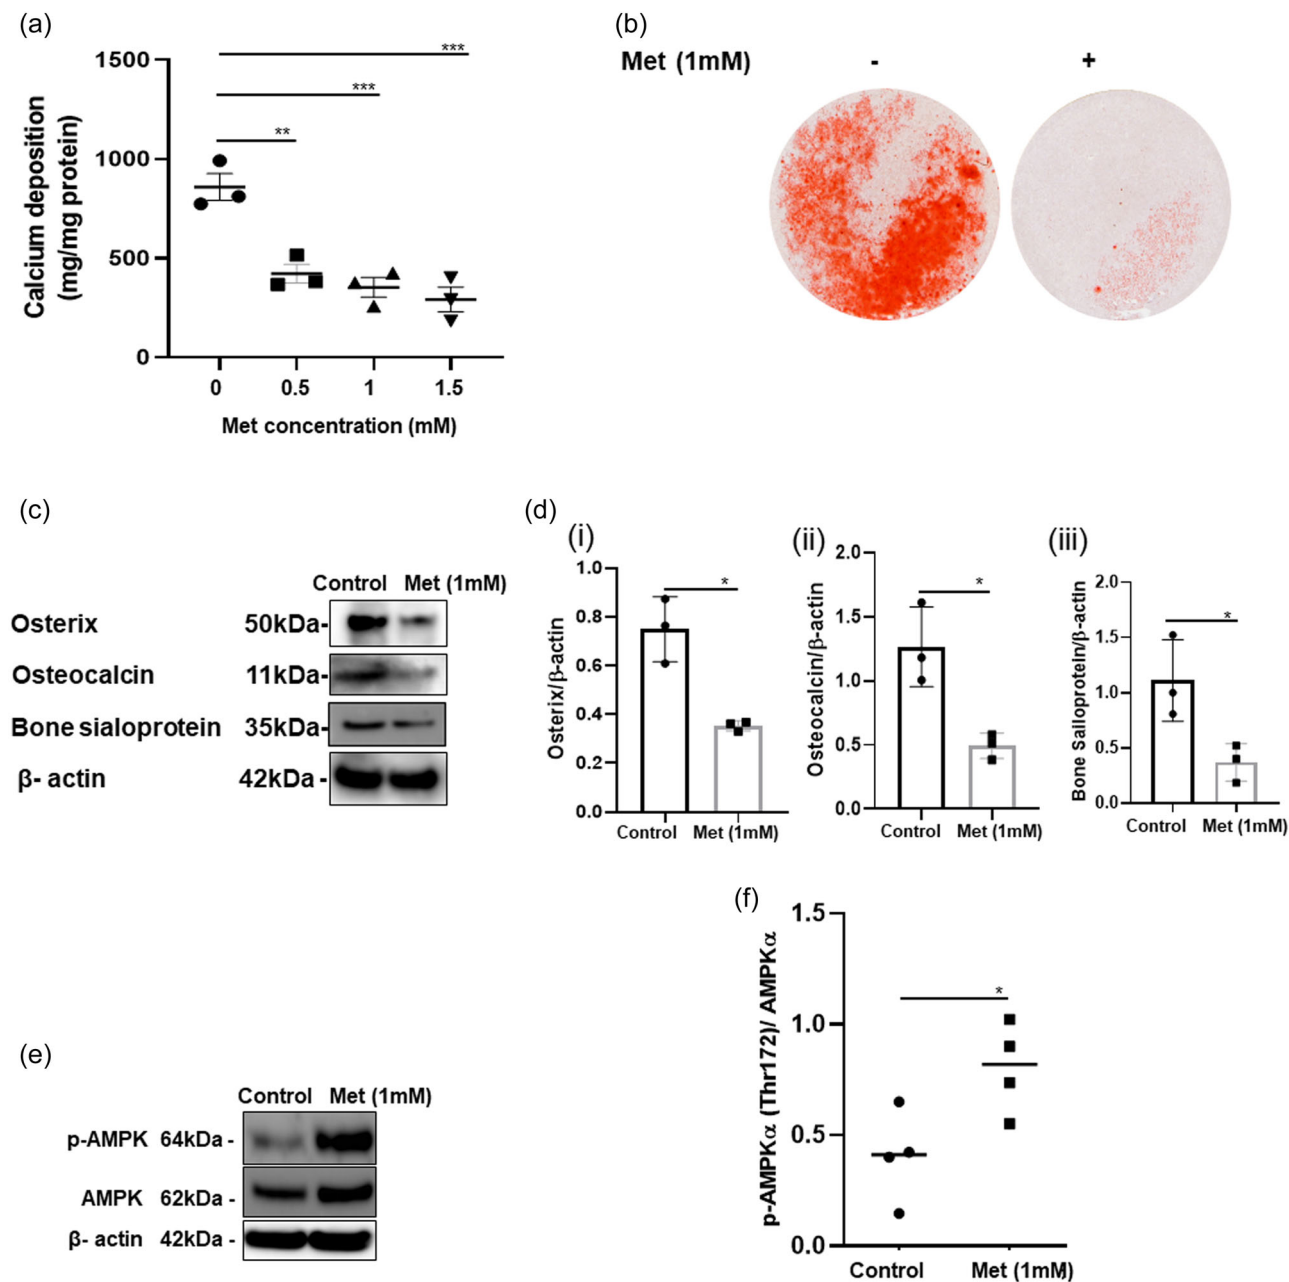 (a)
***
***
**
1500
1000
500
0
Calcium deposition
(mg/mg protein)
0 0.5 1 1.5
Met concentration (mM)
(b)
Met (1mM) - +
(c)
Control Met (1mM)
Osterix 50kDa-
Osteocalcin 11kDa-
Bone sialoprotein 35kDa-
β- actin 42kDa -
(d)
(i)
*
1.0
0.8
0.6
0.4
0.2
0.0
Osterix/β-actin
Control Met (1mM)
(ii)
*
2.0
1.5
1.0
0.5
0.0
Osteocalcin/β-actin
Control Met (1mM)
(iii)
*
2.0
1.5
1.0
0.5
0.0
Bone Saloprotein/β-actin
Control Met (1mM)
(e)
Control Met (1mM)
p-AMPK 64kDa -
AMPK 62kDa -
β- actin 42kDa -
(f)
*
1.5
1.0
0.5
0.0
p-AMPKα (Thr172)/ AMPKα
Control Met (1mM)